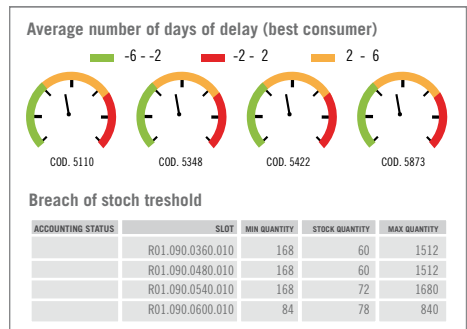 Average number of days of delay (best consumer)
-6 - -2 -2 - 2 2 - 6
COD. 5110 COD. 5348 COD. 5422 COD. 5873
Breach of stoch treshold
ACCOUNTING STATUS SLOT MIN QUANTITY STOCK QUANTITY MAX QUANTITY
R01.090.0360.010 168 60 1512
R01.090.0480.010 168 60 1512
R01.090.0540.010 168 72 1680
R01.090.0600.010 84 78 840